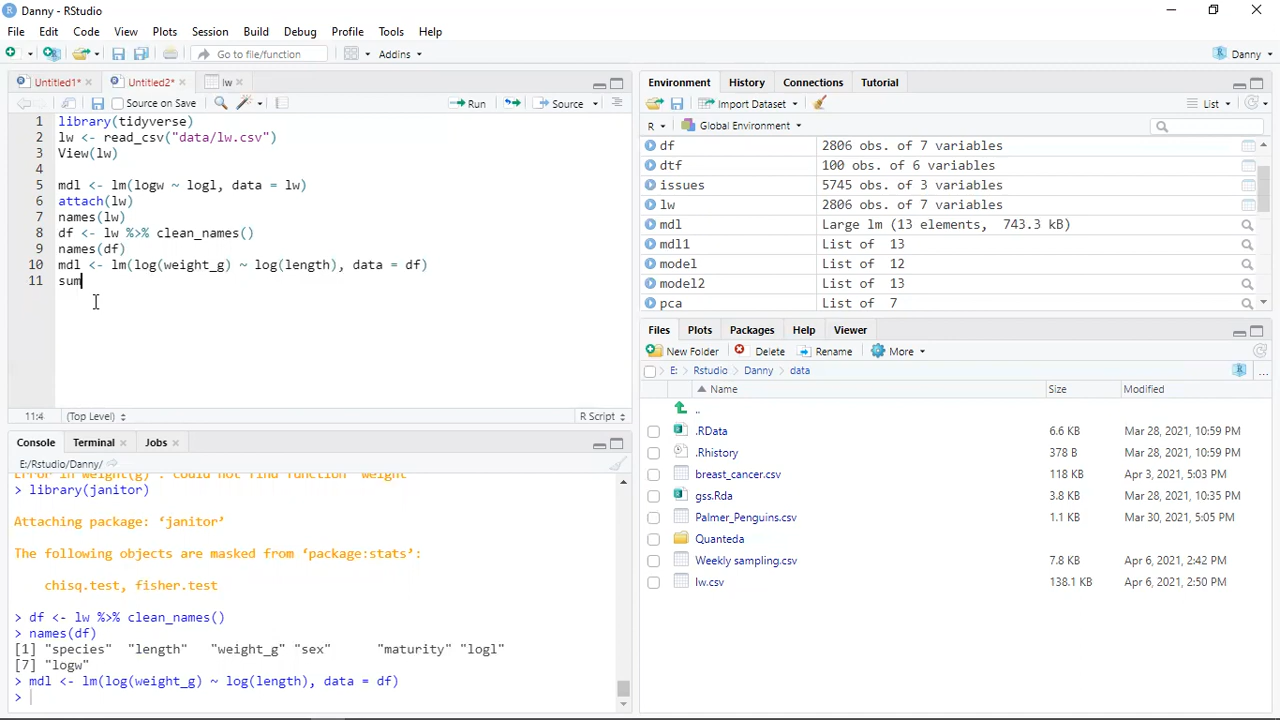 Danny - RStudio
File Edit Code View Plots Session Build Debug Profile Tools Help
Go to file/function Addins Danny
Untitled1* Untitled2* lw
Source on Save Run Source
1 library(tidyverse)
2 lw <- read_csv("data/lw.csv")
3 View(lw)
4
5 mdl <- lm(logw ~ logl, data = lw)
6 attach(lw)
7 names(lw)
8 df <- lw %>% clean_names()
9 names(df)
10 mdl <- lm(log(weight_g) ~ log(length), data = df)
11 sum
11:4 (Top Level) R Script
Console Terminal Jobs
E:/Rstudio/Danny/
> library(janitor)
Attaching package: ‘janitor’
The following objects are masked from ‘package:stats’:
chisq.test, fisher.test
> df <- lw %>% clean_names()
> names(df)
[1] "species" "length" "weight_g" "sex" "maturity" "logl"
[7] "logw"
> mdl <- lm(log(weight_g) ~ log(length), data = df)
>
Environment History Connections Tutorial
Import Dataset List
R Global Environment
df 2806 obs. of 7 variables
dtf 100 obs. of 6 variables
issues 5745 obs. of 3 variables
lw 2806 obs. of 7 variables
mdl Large lm (13 elements, 743.3 kB)
mdl1 List of 13
model List of 12
model2 List of 13
pca List of 7
Files Plots Packages Help Viewer
New Folder Delete Rename More
E: Rstudio Danny data
Name Size Modified
..
.RData 6.6 KB Mar 28, 2021, 10:59 PM
.Rhistory 378 B Mar 28, 2021, 10:59 PM
breast_cancer.csv 118 KB Apr 3, 2021, 5:03 PM
gss.Rda 3.8 KB Mar 28, 2021, 10:35 PM
Palmer_Penguins.csv 1.1 KB Mar 30, 2021, 5:05 PM
Quanteda
Weekly sampling.csv 7.8 KB Apr 6, 2021, 2:42 PM
lw.csv 138.1 KB Apr 6, 2021, 2:50 PM